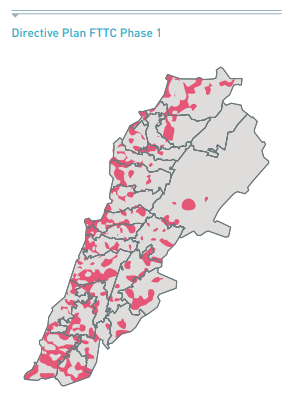 Directive Plan FTTC Phase 1